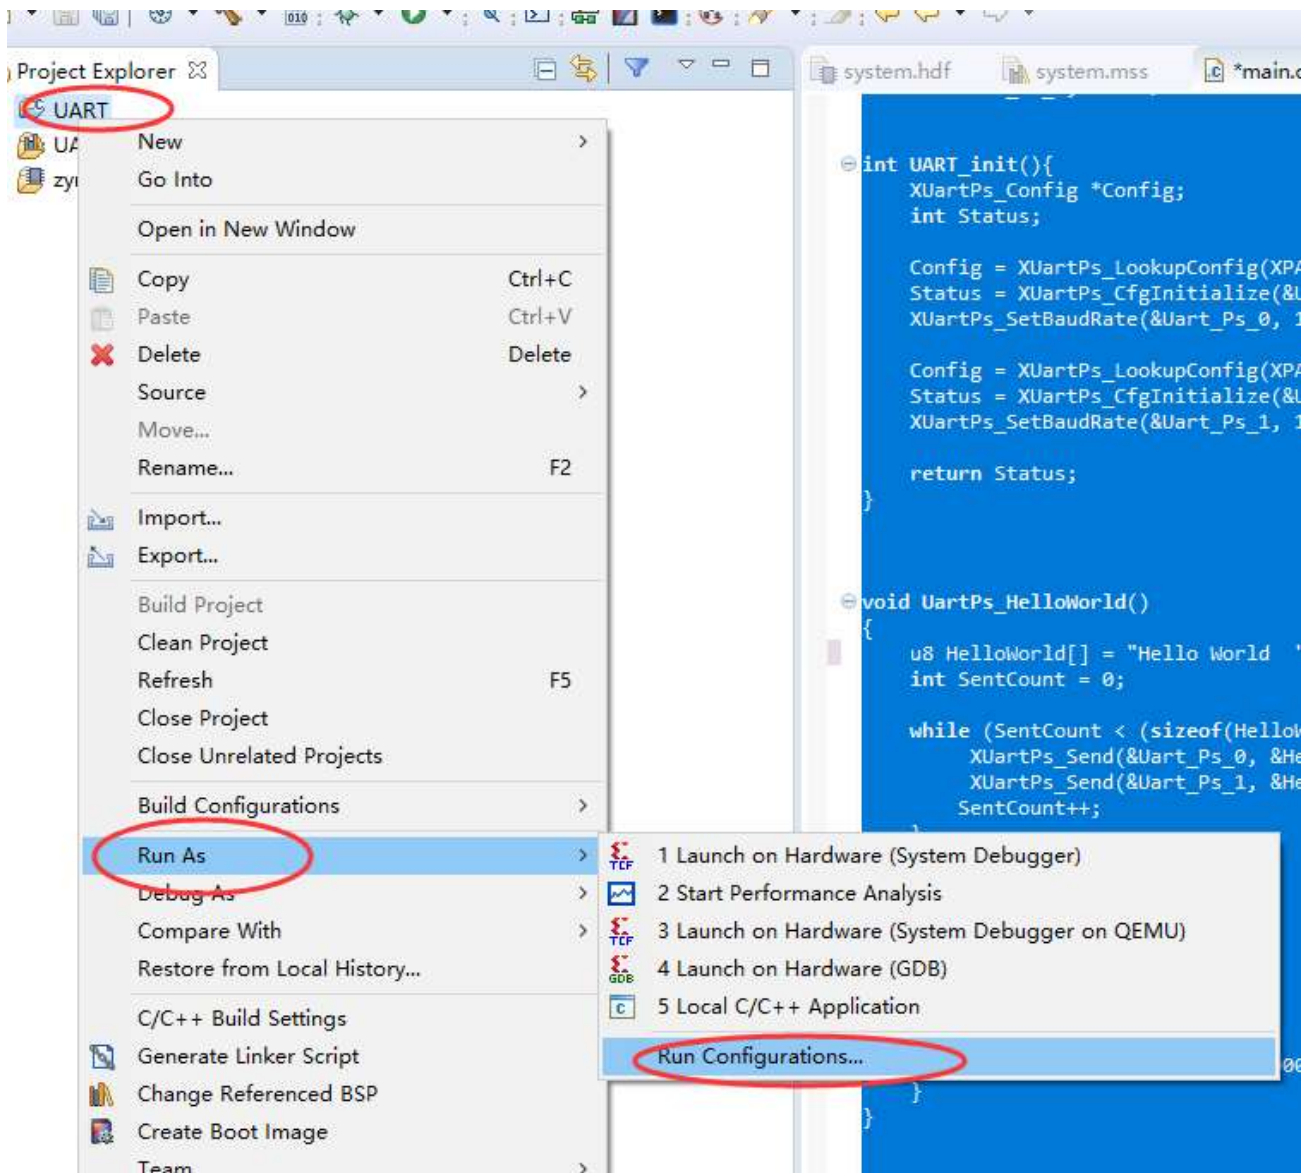 Project Explorer
system.hdf
system.mss
*main.c
UART
New
Go Into
Open in New Window
Copy Ctrl+C
Paste Ctrl+V
Delete Delete
Source
Move...
Rename... F2
Import...
Export...
Build Project
Clean Project
Refresh F5
Close Project
Close Unrelated Projects
Build Configurations
Run As
Debug As
Compare With
Restore from Local History...
C/C++ Build Settings
Generate Linker Script
Change Referenced BSP
Create Boot Image
Team
1 Launch on Hardware (System Debugger)
2 Start Performance Analysis
3 Launch on Hardware (System Debugger on QEMU)
4 Launch on Hardware (GDB)
5 Local C/C++ Application
Run Configurations...
int UART_init(){
XUartPs_Config *Config;
int Status;
Config = XUartPs_LookupConfig(XPA
Status = XUartPs_CfgInitialize(&U
XUartPs_SetBaudRate(&Uart_Ps_0, 1
Config = XUartPs_LookupConfig(XPA
Status = XUartPs_CfgInitialize(&U
XUartPs_SetBaudRate(&Uart_Ps_1, 1
return Status;
}
void UartPs_HelloWorld()
{
u8 HelloWorld[] = "Hello World "
int SentCount = 0;
while (SentCount < (sizeof(HelloW
XUartPs_Send(&Uart_Ps_0, &He
XUartPs_Send(&Uart_Ps_1, &He
SentCount++;
}
}